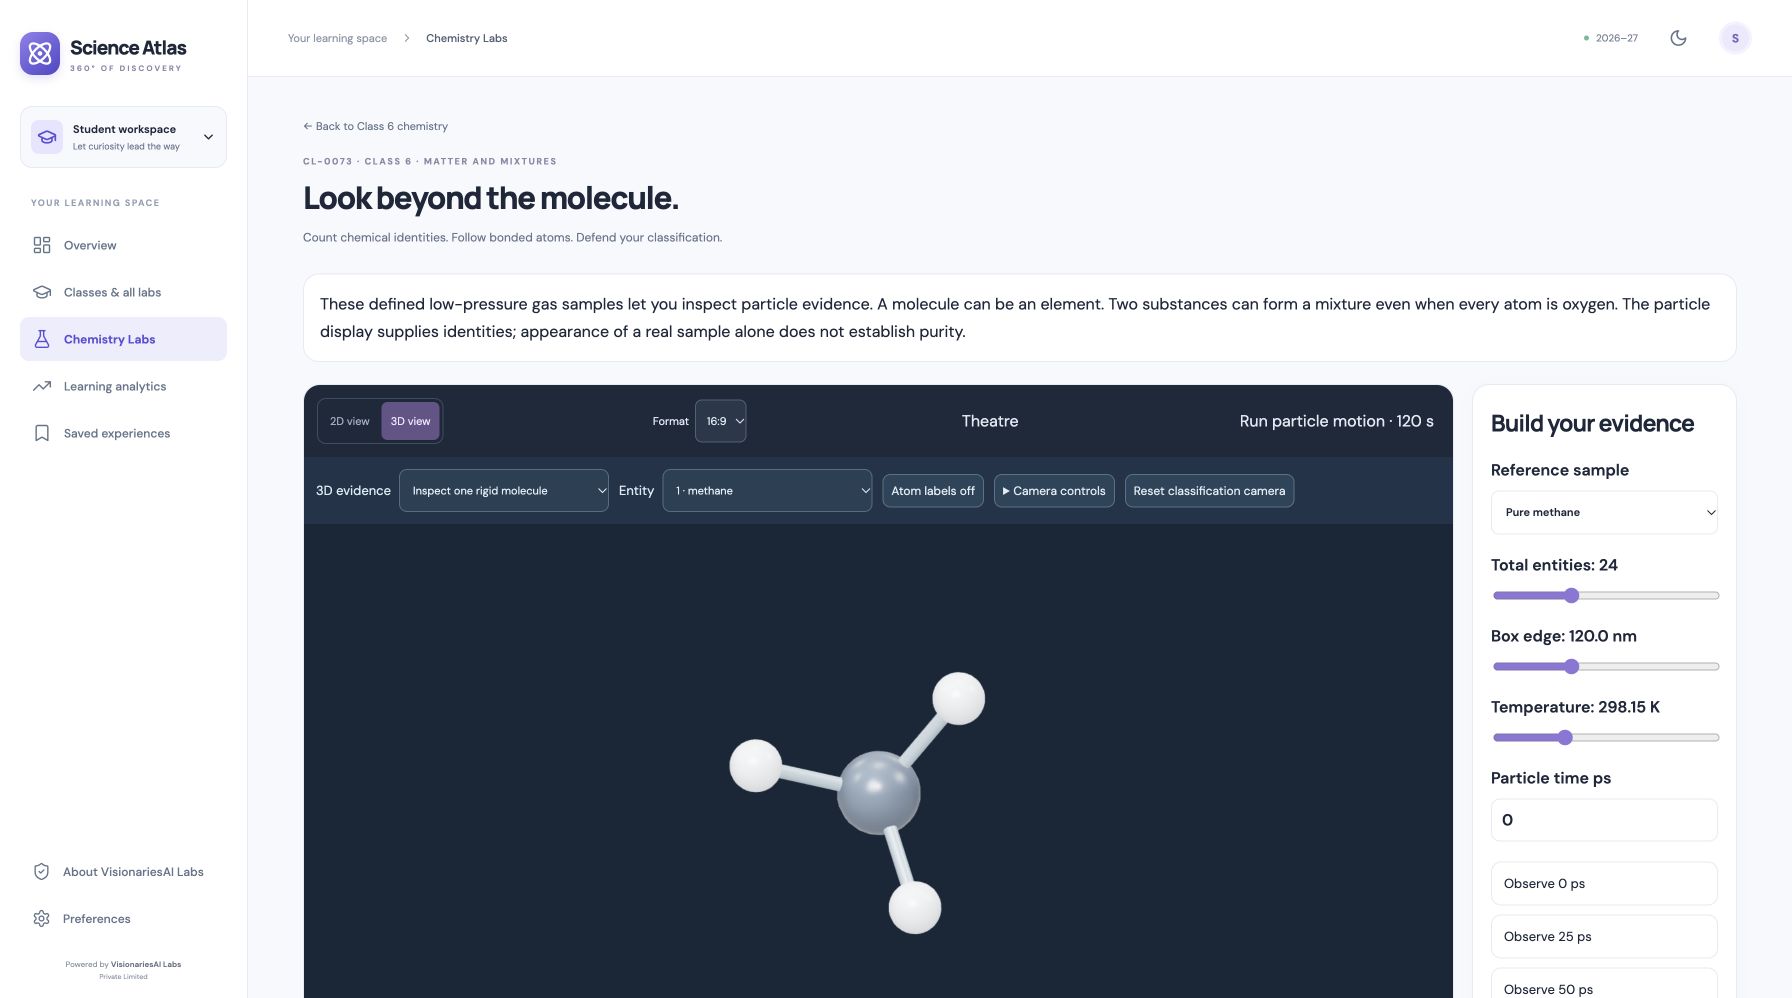 Science Atlas
360° OF DISCOVERY
Student workspace
Let curiosity lead the way
YOUR LEARNING SPACE
Overview
Classes & all labs
Chemistry Labs
Learning analytics
Saved experiences
About VisionariesAI Labs
Preferences
Powered by VisionariesAI Labs
Private Limited
Your learning space > Chemistry Labs
2026–27
S
← Back to Class 6 chemistry
CL-0073 · CLASS 6 · MATTER AND MIXTURES
Look beyond the molecule.
Count chemical identities. Follow bonded atoms. Defend your classification.
These defined low-pressure gas samples let you inspect particle evidence. A molecule can be an element. Two substances can form a mixture even when every atom is oxygen. The particle
display supplies identities; appearance of a real sample alone does not establish purity.
2D view 3D view Format 16:9 Theatre Run particle motion · 120 s
3D evidence Inspect one rigid molecule Entity 1 · methane Atom labels off ▶ Camera controls Reset classification camera
Build your evidence
Reference sample
Pure methane
Total entities: 24
Box edge: 120.0 nm
Temperature: 298.15 K
Particle time ps
0
Observe 0 ps
Observe 25 ps
Observe 50 ps